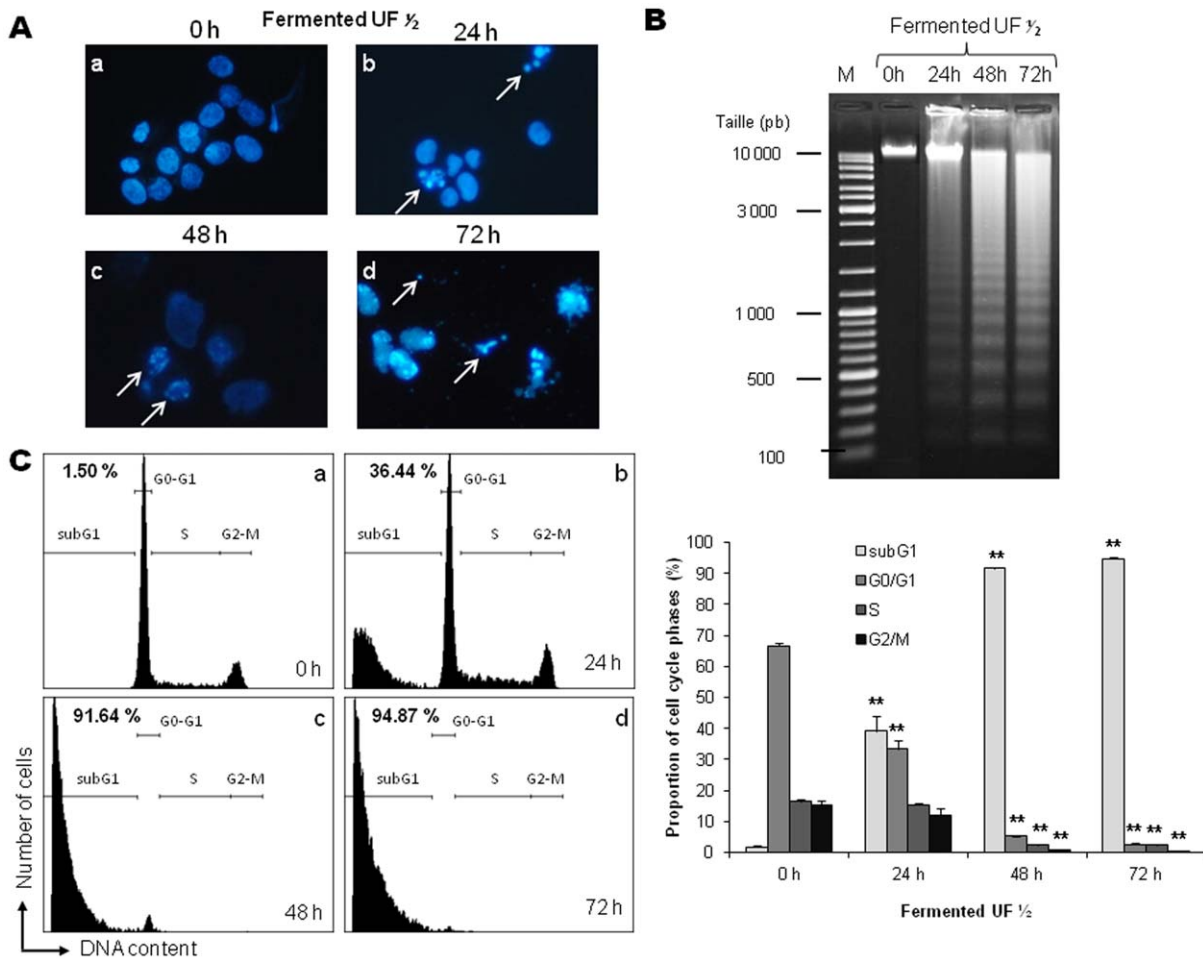 A
Fermented UF ½
0 h
24 h
a
b
48 h
72 h
c
d
B
Fermented UF ½
M 0h 24h 48h 72h
Taille (pb)
10 000
3 000
1 000
500
100
C
1.50 %
G0-G1
a
subG1
S
G2-M
0 h
36.44 %
G0-G1
b
subG1
S
G2-M
24 h
91.64 %
G0-G1
c
subG1
S
G2-M
48 h
94.87 %
G0-G1
d
subG1
S
G2-M
72 h
Number of cells
DNA content
Proportion of cell cycle phases (%)
100
90
80
70
60
50
40
30
20
10
0
subG1
G0/G1
S
G2/M
** **
** ** ** **
** ** ** **
0 h
24 h
48 h
72 h
Fermented UF ½